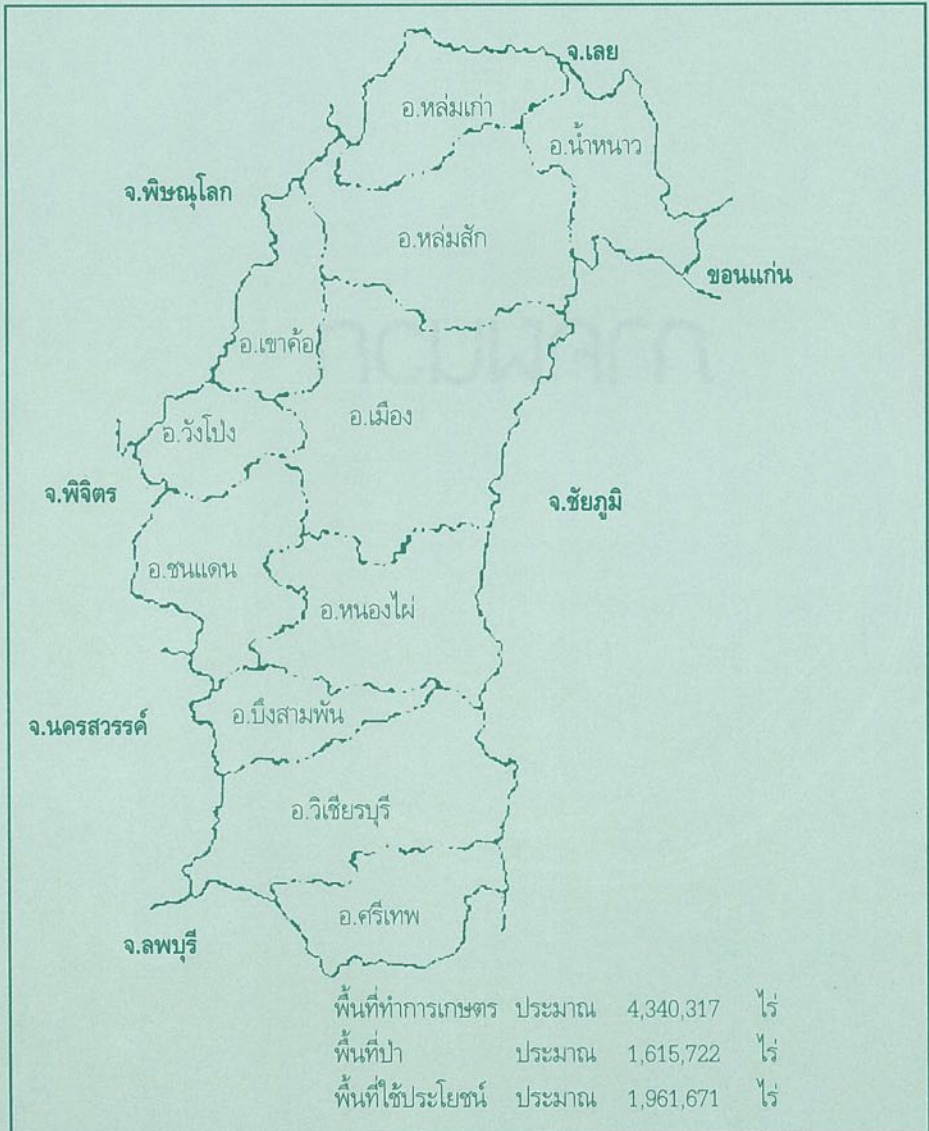 จ.เลย
อ.หล่มเก่า
อ.น้ำหนาว
จ.พิษณุโลก
อ.หล่มสัก
ขอนแก่น
อ.เขาค้อ
ภาคผนวก
อ.เมือง
อ.วังโป่ง
จ.พิจิตร
จ.ชัยภูมิ
อ.ชนแดน
อ.หนองไผ่
อ.บึงสามพัน
จ.นครสวรรค์
อ.วิเชียรบุรี
อ.ศรีเทพ
จ.ลพบุรี
พื้นที่ทำการเกษตร ประมาณ 4,340,317 ไร่
พื้นที่ป่า ประมาณ 1,615,722 ไร่
พื้นที่ใช้ประโยชน์ ประมาณ 1,961,671 ไร่